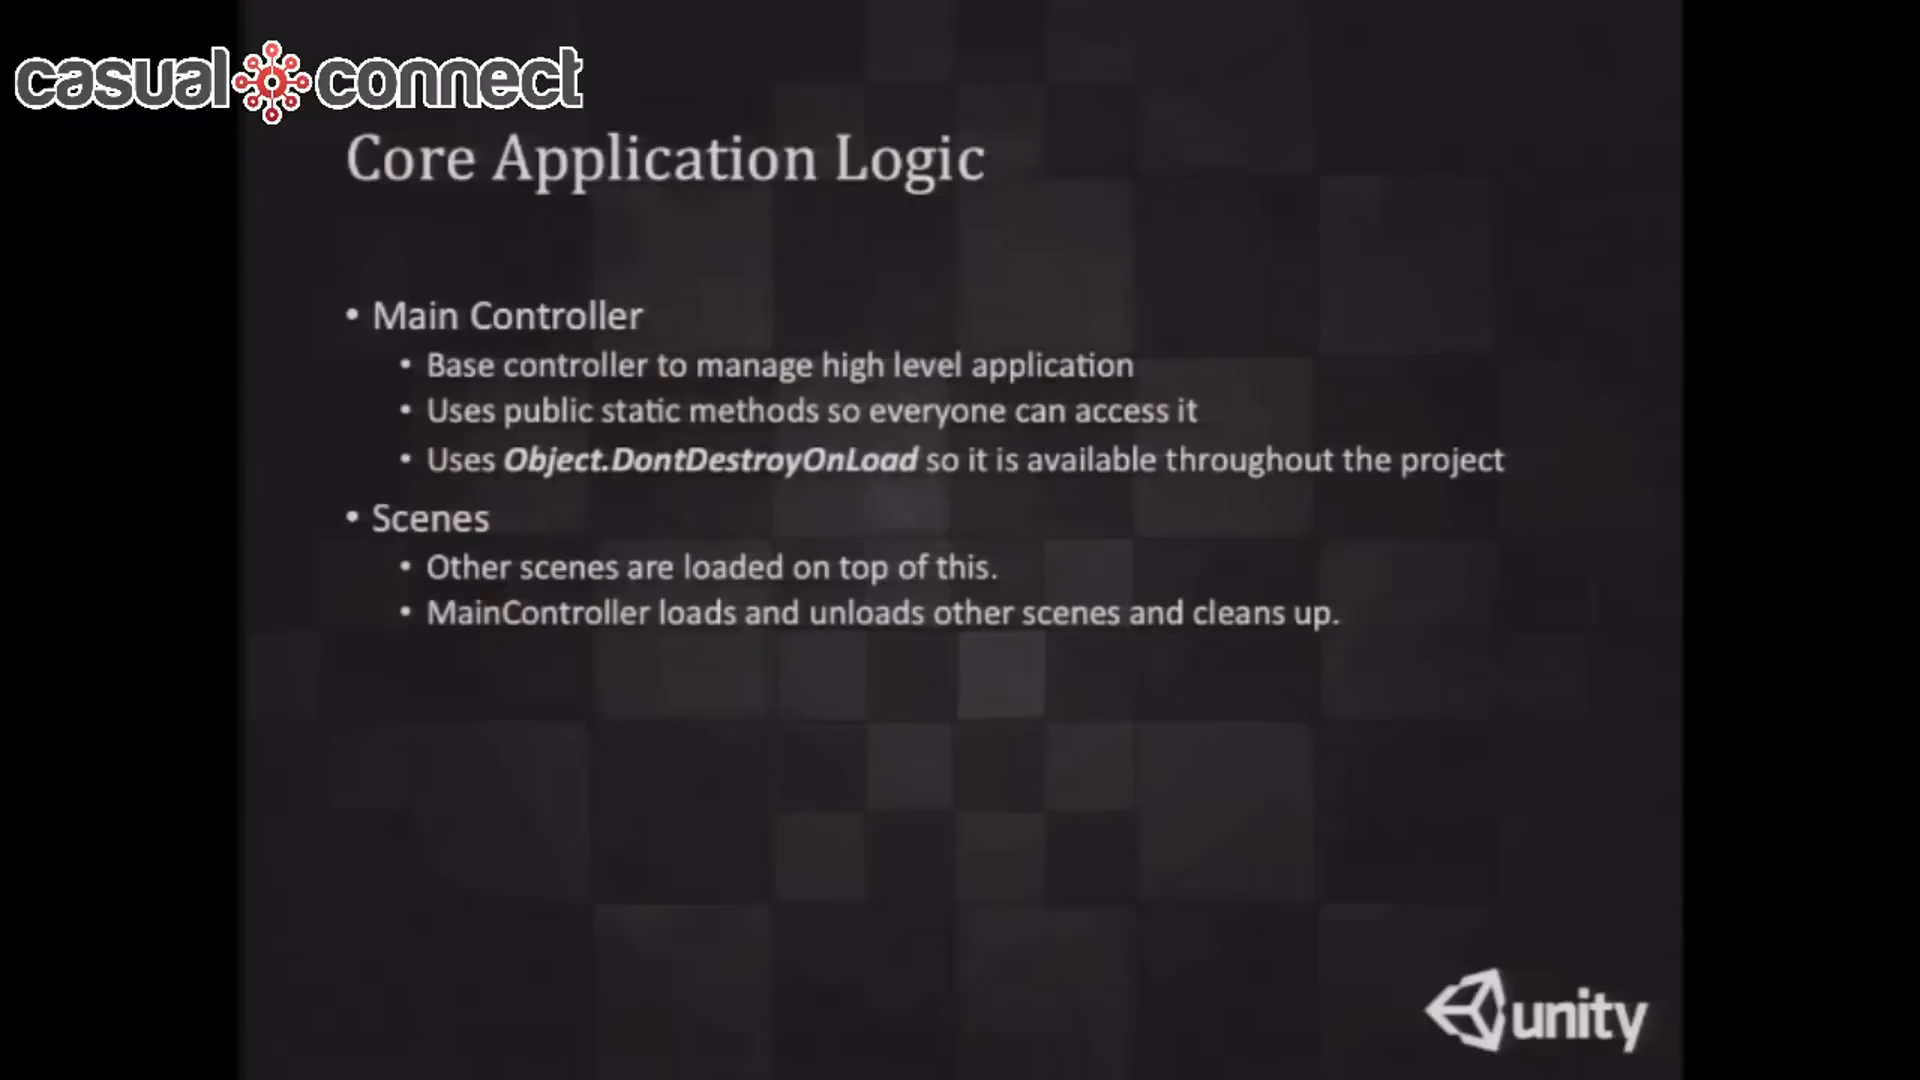 casual connect
Core Application Logic
• Main Controller
• Base controller to manage high level application
• Uses public static methods so everyone can access it
• Uses Object.DontDestroyOnLoad so it is available throughout the project
• Scenes
• Other scenes are loaded on top of this.
• MainController loads and unloads other scenes and cleans up.
unity